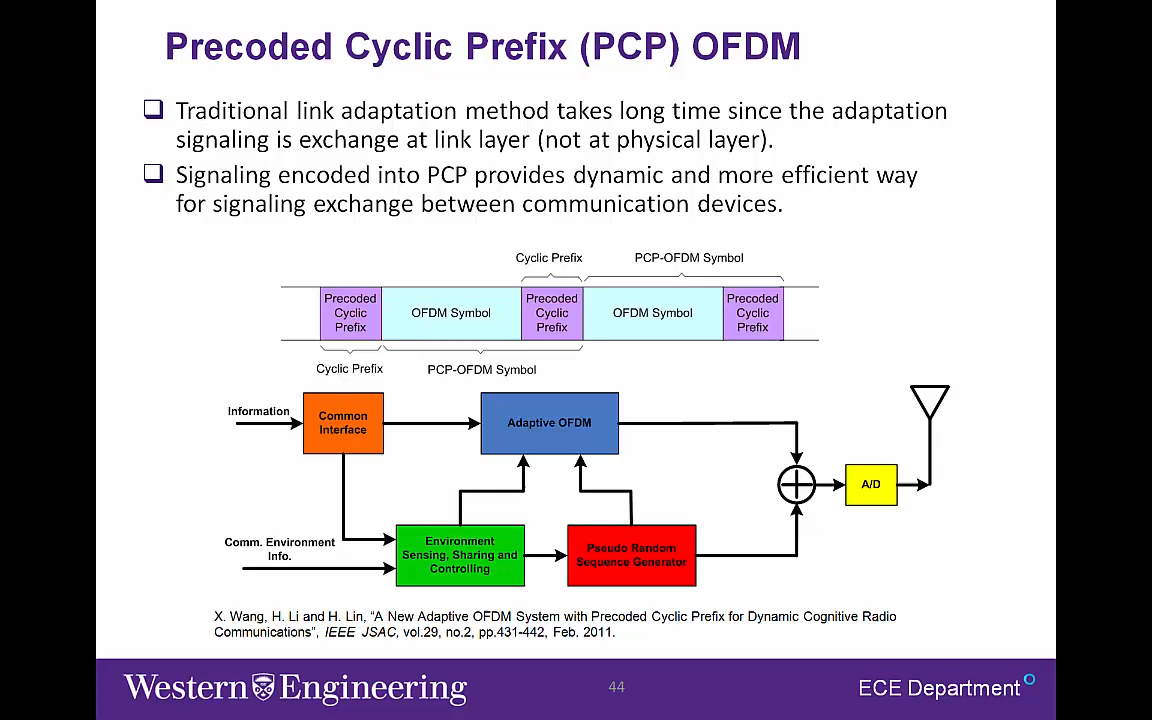 Precoded Cyclic Prefix (PCP) OFDM
Traditional link adaptation method takes long time since the adaptation
signaling is exchange at link layer (not at physical layer).
Signaling encoded into PCP provides dynamic and more efficient way
for signaling exchange between communication devices.
Cyclic Prefix
PCP-OFDM Symbol
Precoded
Cyclic
Prefix
OFDM Symbol
Precoded
Cyclic
Prefix
OFDM Symbol
Precoded
Cyclic
Prefix
Cyclic Prefix
PCP-OFDM Symbol
Information
Common
Interface
Adaptive OFDM
A/D
Comm. Environment
Info.
Environment
Sensing, Sharing and
Controlling
Pseudo Random
Sequence Generator
X. Wang, H. Li and H. Lin, “A New Adaptive OFDM System with Precoded Cyclic Prefix for Dynamic Cognitive Radio
Communications”, IEEE JSAC, vol.29, no.2, pp.431-442, Feb. 2011.
Western Engineering
44
ECE Department